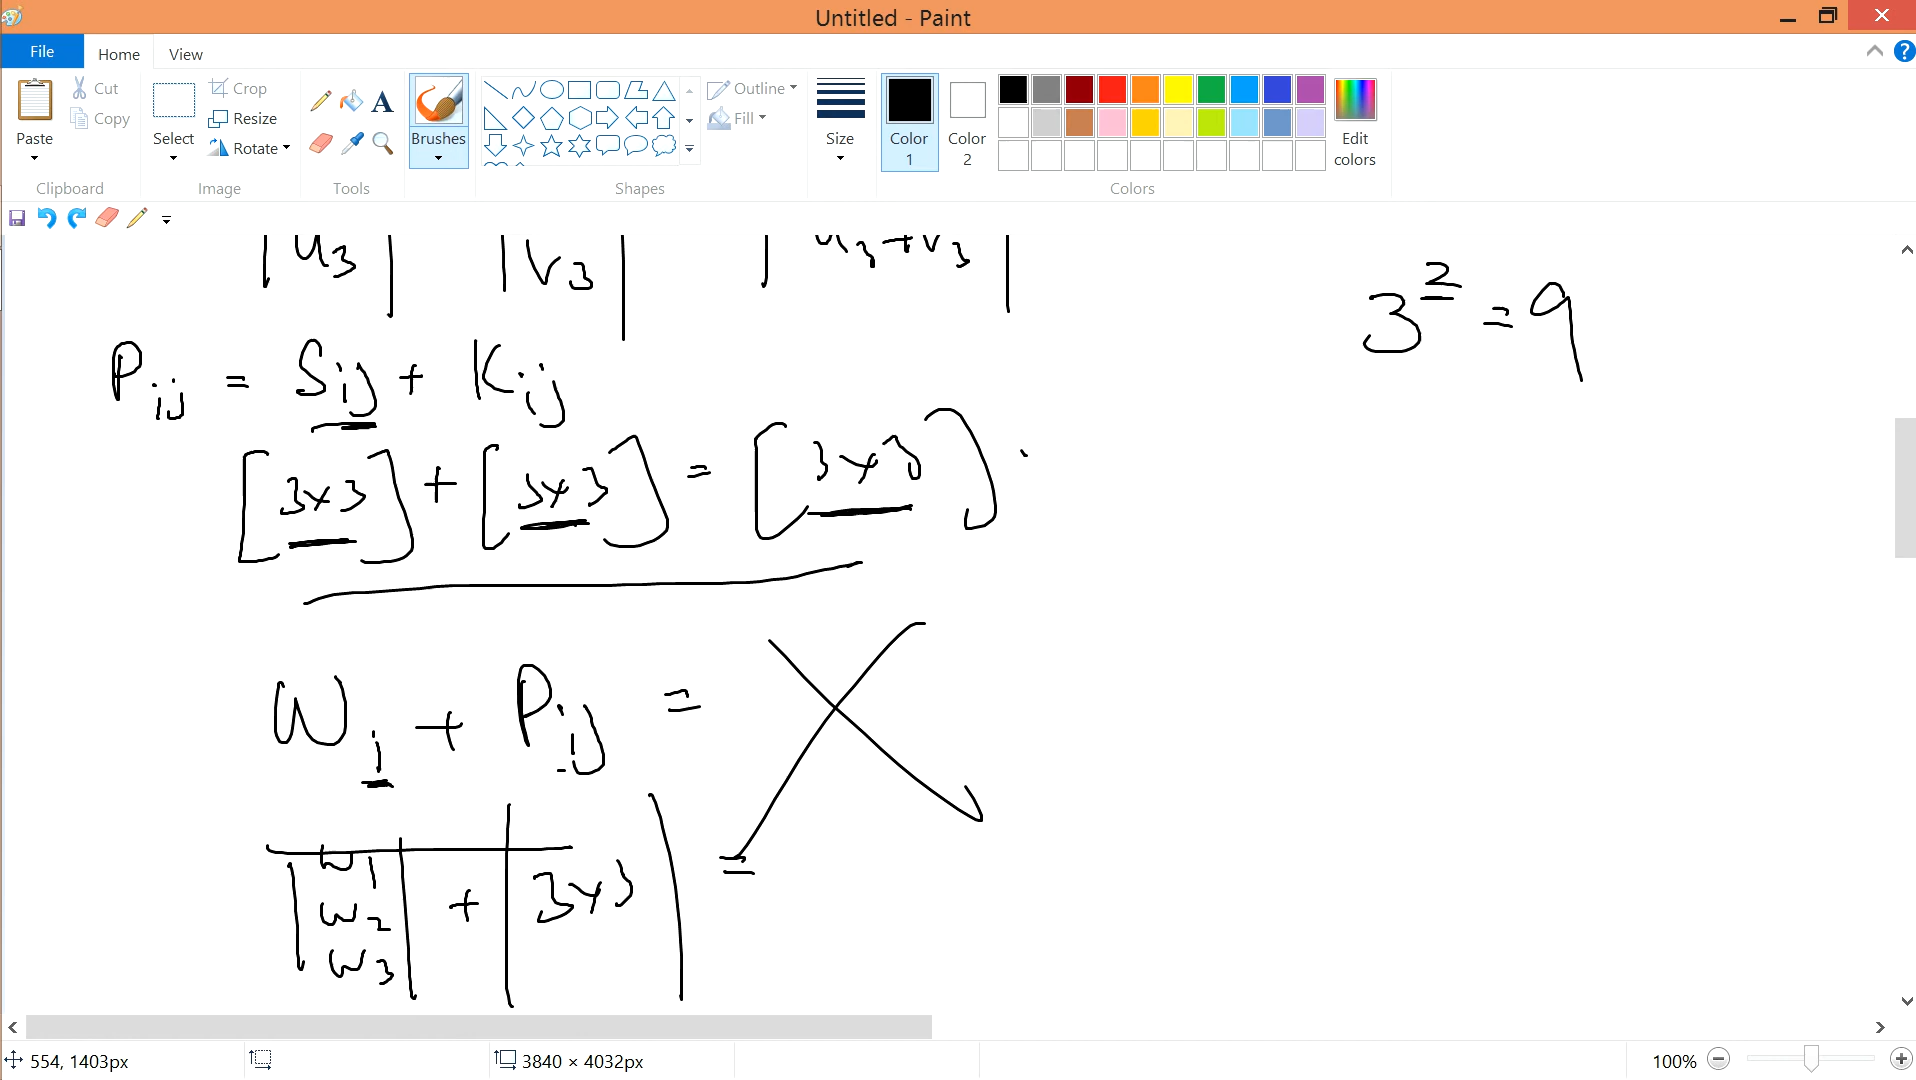 Untitled - Paint
File Home View
Paste
Cut
Copy
Clipboard
Select
Crop
Resize
Rotate
Image
A
Tools
Brushes
Outline
Fill
Shapes
Size
Color 1
Color 2
Edit colors
Colors
| u3 | | v3 | | u3+v3 |
3^2 = 9
Pij = Sij + Kij
[3x3] + [3x3] = [3x3] .
Wi + Pij =
| w1
w2
w3 | + | 3x3 | =
554, 1403px
3840 × 4032px
100%